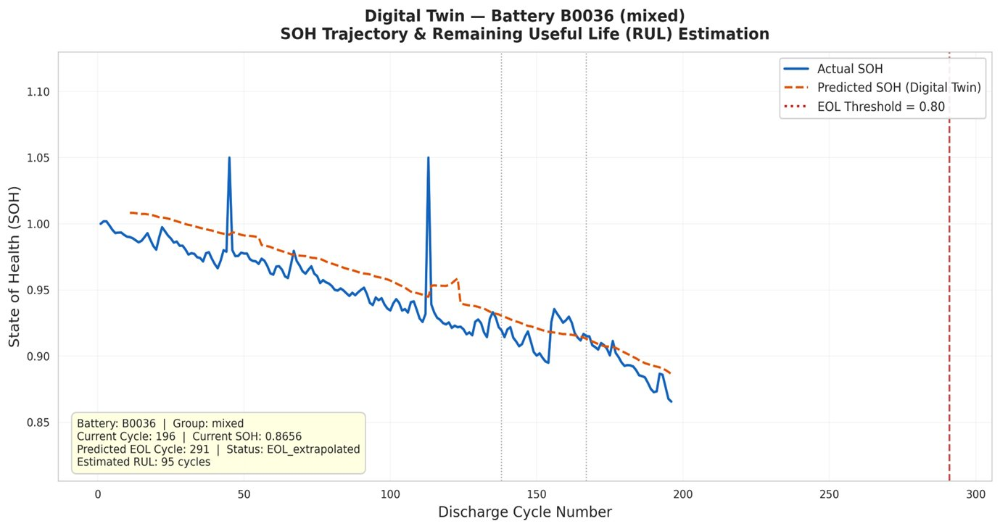 Digital Twin — Battery B0036 (mixed)
SOH Trajectory & Remaining Useful Life (RUL) Estimation
Actual SOH
Predicted SOH (Digital Twin)
EOL Threshold = 0.80
State of Health (SOH)
1.10
1.05
1.00
0.95
0.90
0.85
Battery: B0036 | Group: mixed
Current Cycle: 196 | Current SOH: 0.8656
Predicted EOL Cycle: 291 | Status: EOL_extrapolated
Estimated RUL: 95 cycles
0 50 100 150 200 250 300
Discharge Cycle Number